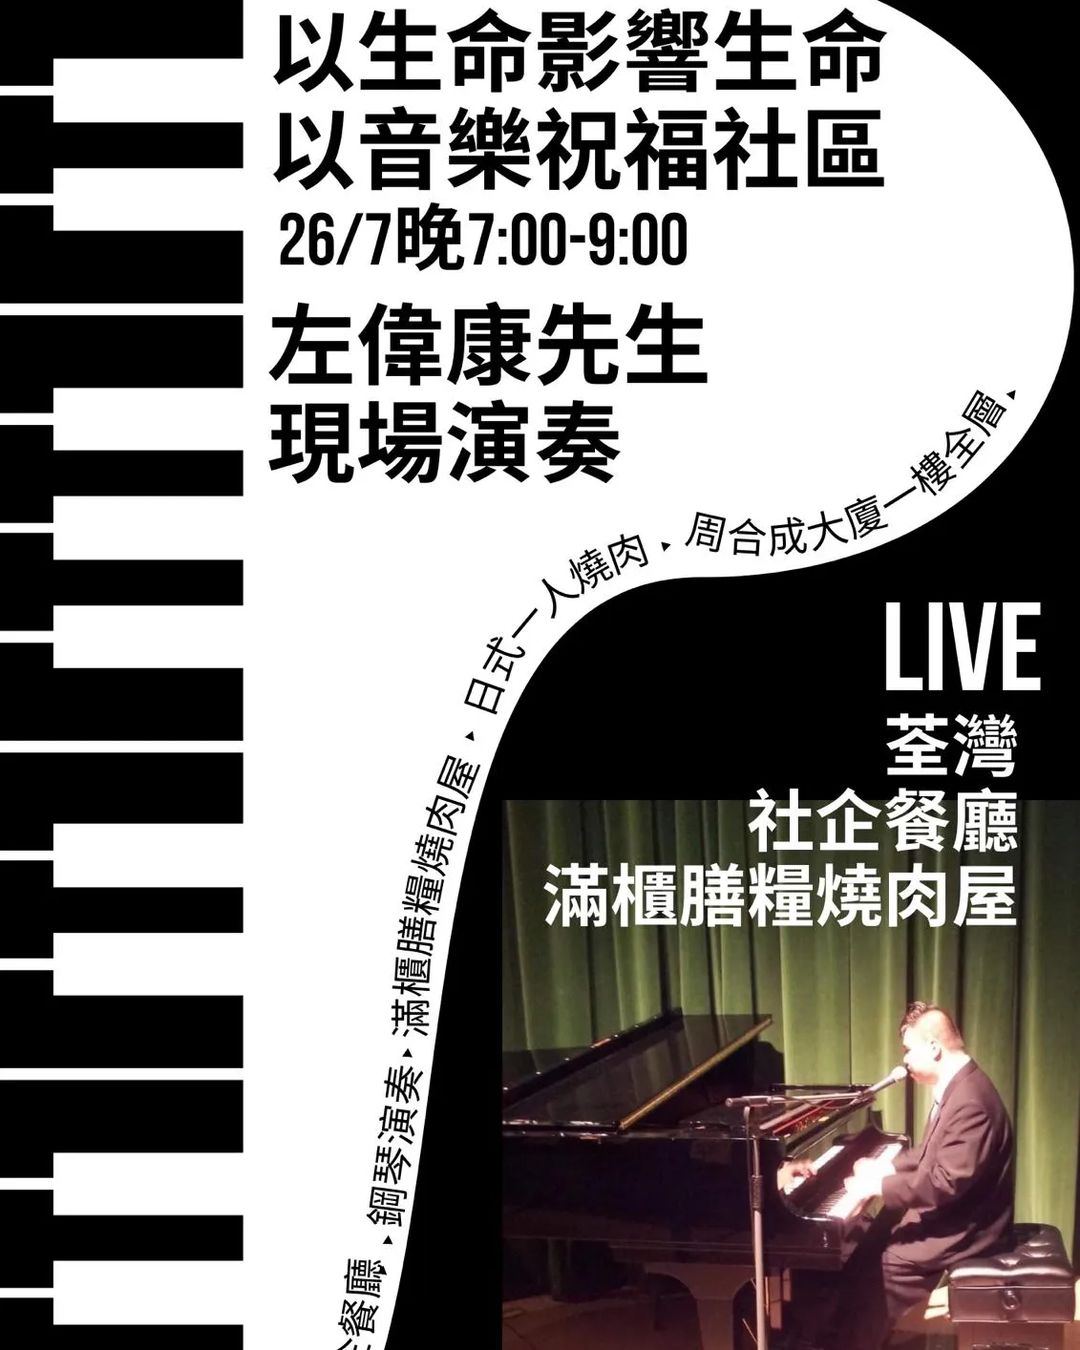 以生命影響生命
以音樂祝福社區
26/7晚7:00-9:00
左偉康先生
現場演奏
餐廳▲鋼琴演奏▲滿櫃膳糧燒肉屋▲日式一人燒肉▲周合成大廈一樓全層▲
LIVE
荃灣
社企餐廳
滿櫃膳糧燒肉屋